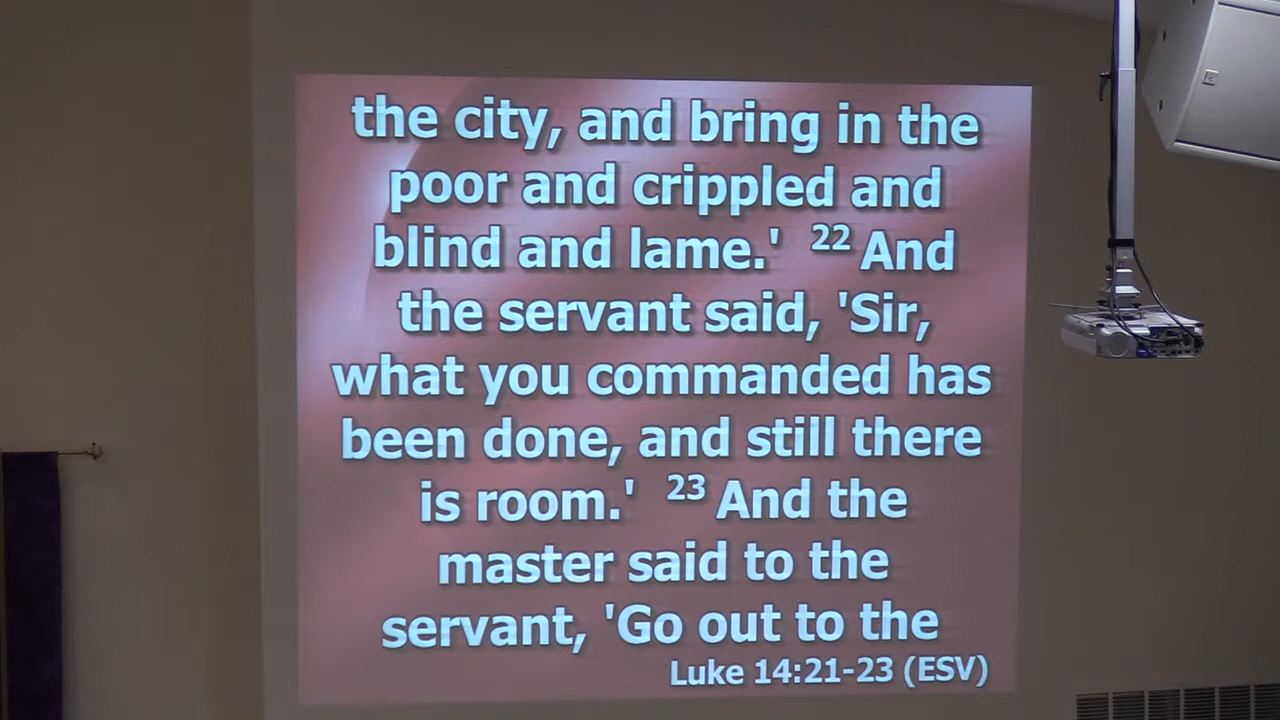 the city, and bring in the
poor and crippled and
blind and lame.' 22 And
the servant said, 'Sir,
what you commanded has
been done, and still there
is room.' 23 And the
master said to the
servant, 'Go out to the
Luke 14:21-23 (ESV)